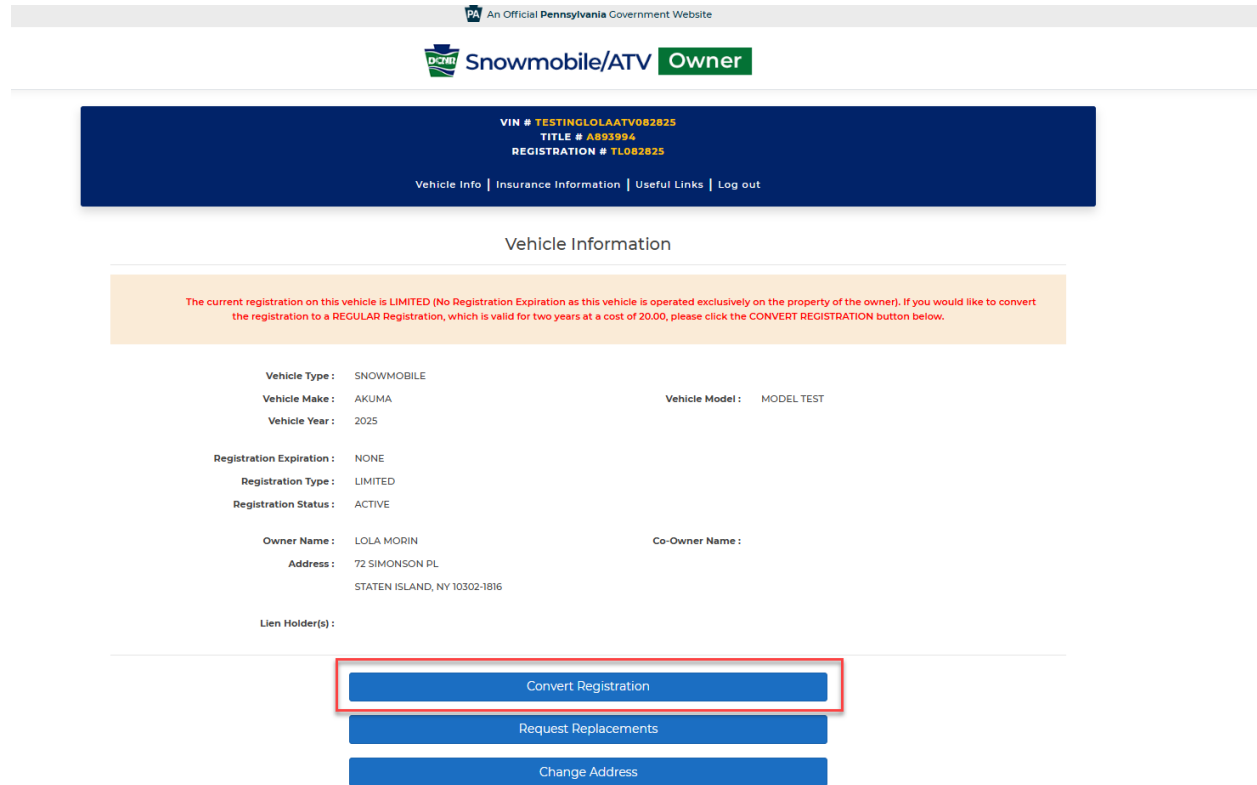 PA An Official Pennsylvania Government Website
DCNR Snowmobile/ATV Owner
VIN # TESTINGLOLAATV082825
TITLE # A893994
REGISTRATION # TL082825
Vehicle Info | Insurance Information | Useful Links | Log out
Vehicle Information
The current registration on this vehicle is LIMITED (No Registration Expiration as this vehicle is operated exclusively on the property of the owner). If you would like to convert
the registration to a REGULAR Registration, which is valid for two years at a cost of 20.00, please click the CONVERT REGISTRATION button below.
Vehicle Type : SNOWMOBILE
Vehicle Make : AKUMA Vehicle Model : MODEL TEST
Vehicle Year : 2025
Registration Expiration : NONE
Registration Type : LIMITED
Registration Status : ACTIVE
Owner Name : LOLA MORIN Co-Owner Name :
Address : 72 SIMONSON PL
STATEN ISLAND, NY 10302-1816
Lien Holder(s) :
Convert Registration
Request Replacements
Change Address